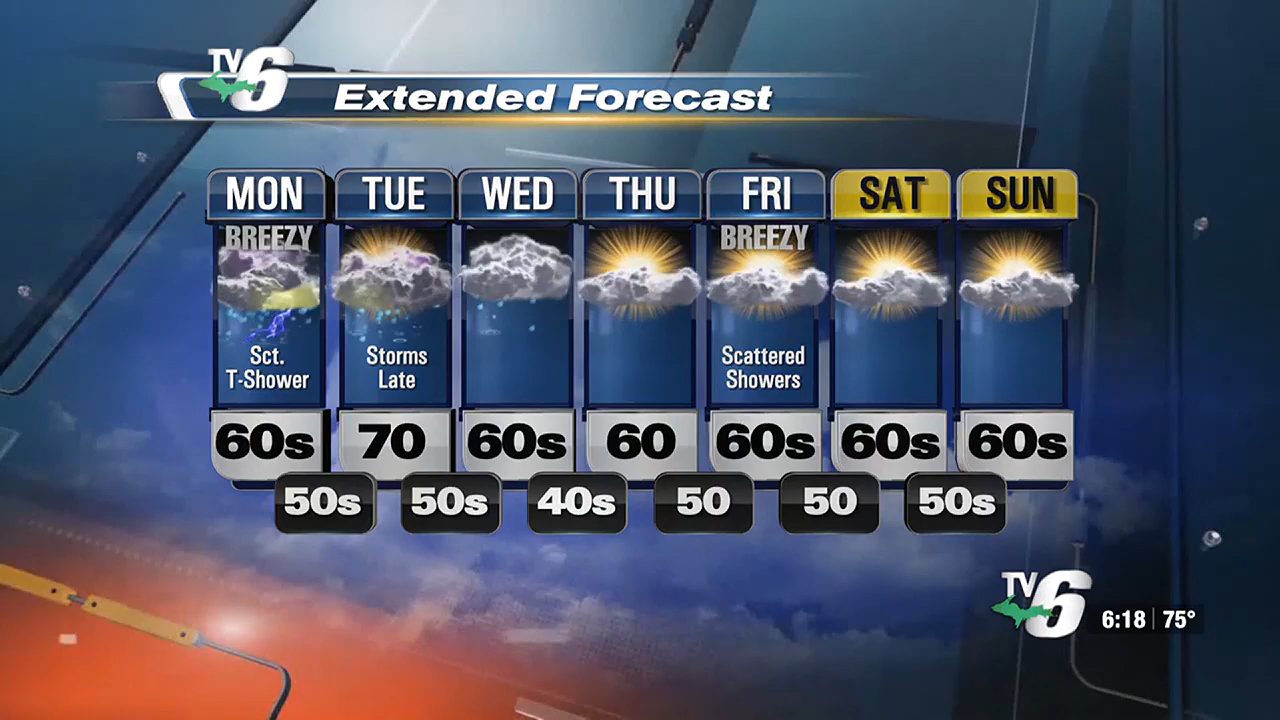 TV6
Extended Forecast
MON TUE WED THU FRI SAT SUN
BREEZY BREEZY
Sct. Storms Scattered
T-Shower Late Showers
60s 70 60s 60 60s 60s 60s
50s 50s 40s 50 50 50s
TV6
6:18 75°